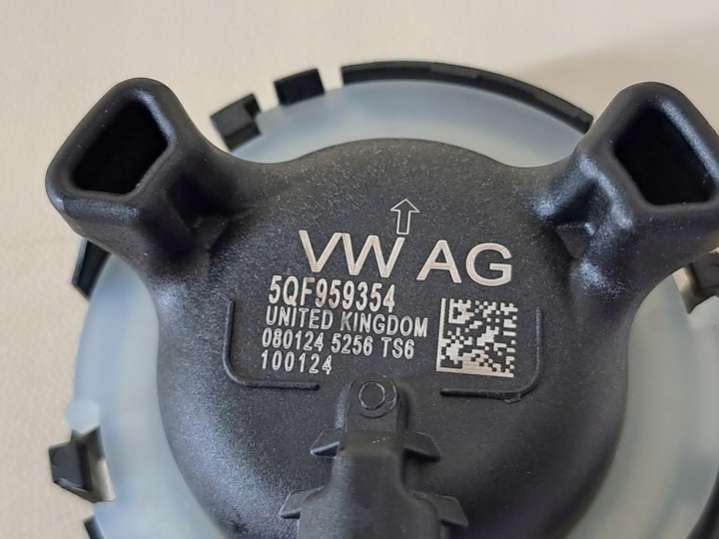 VW AG
5QF959354
UNITED KINGDOM
080124 5256 TS6
100124